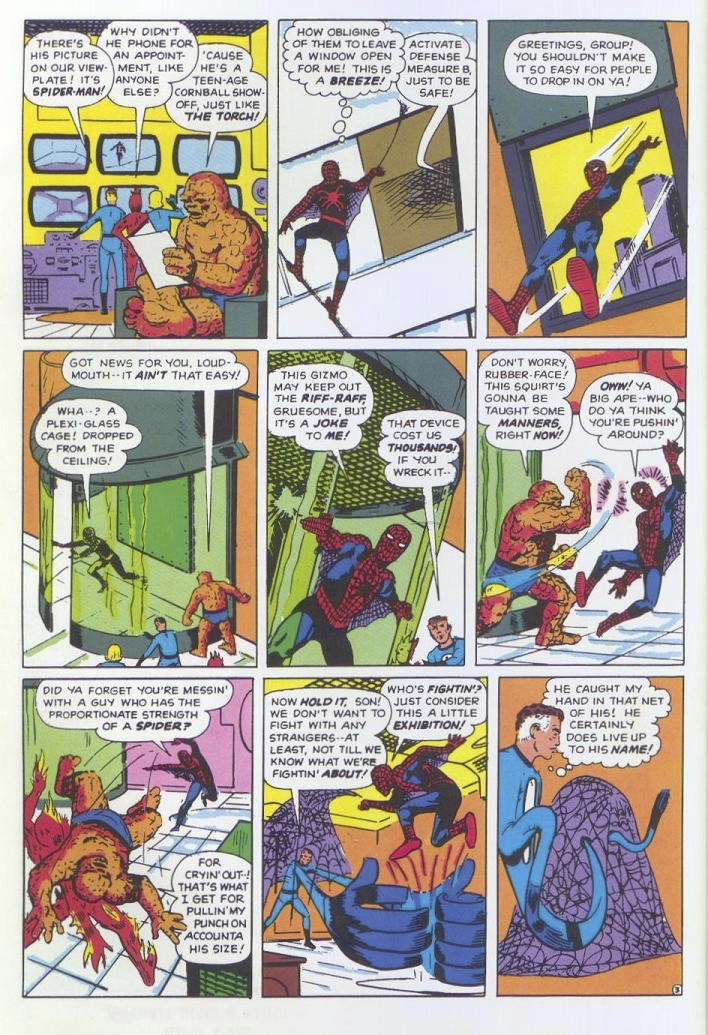 THERE'S
HIS PICTURE
ON OUR VIEW-
PLATE! IT'S
SPIDER-MAN!
WHY DIDN'T
HE PHONE FOR
AN APPOINT-
MENT, LIKE
ANYONE
ELSE?
'CAUSE
HE'S A
TEEN-AGE
CORNBALL SHOW-
OFF, JUST LIKE
THE TORCH!
HOW OBLIGING
OF THEM TO LEAVE
A WINDOW OPEN
FOR ME! THIS IS
A BREEZE!
ACTIVATE
DEFENSE
MEASURE B,
JUST TO BE
SAFE!
GREETINGS, GROUP!
YOU SHOULDN'T MAKE
IT SO EASY FOR PEOPLE
TO DROP IN ON YA!
GOT NEWS FOR YOU, LOUD-
MOUTH--IT AIN'T THAT EASY!
WHA--? A
PLEXI-GLASS
CAGE! DROPPED
FROM THE
CEILING!
THIS GIZMO
MAY KEEP OUT
THE RIFF-RAFF,
GRUESOME, BUT
IT'S A JOKE
TO ME!
THAT DEVICE
COST US
THOUSANDS!
IF YOU
WRECK IT--
DON'T WORRY,
RUBBER-FACE!
THIS SQUIRT'S
GONNA BE
TAUGHT SOME
MANNERS,
RIGHT NOW!
OWW! YA
BIG APE--WHO
DO YA THINK
YOU'RE PUSHIN'
AROUND?
DID YA FORGET YOU'RE MESSIN'
WITH A GUY WHO HAS THE
PROPORTIONATE STRENGTH
OF A SPIDER?
FOR
CRYIN' OUT--!
THAT'S WHAT
I GET FOR
PULLIN' MY
PUNCH ON
ACCOUNTA
HIS SIZE!
NOW HOLD IT, SON!
WE DON'T WANT TO
FIGHT WITH ANY
STRANGERS--AT
LEAST, NOT TILL WE
KNOW WHAT WE'RE
FIGHTIN' ABOUT!
WHO'S FIGHTIN'?
JUST CONSIDER
THIS A LITTLE
EXHIBITION!
HE CAUGHT MY
HAND IN THAT NET
OF HIS! HE
CERTAINLY
DOES LIVE UP
TO HIS NAME!
3